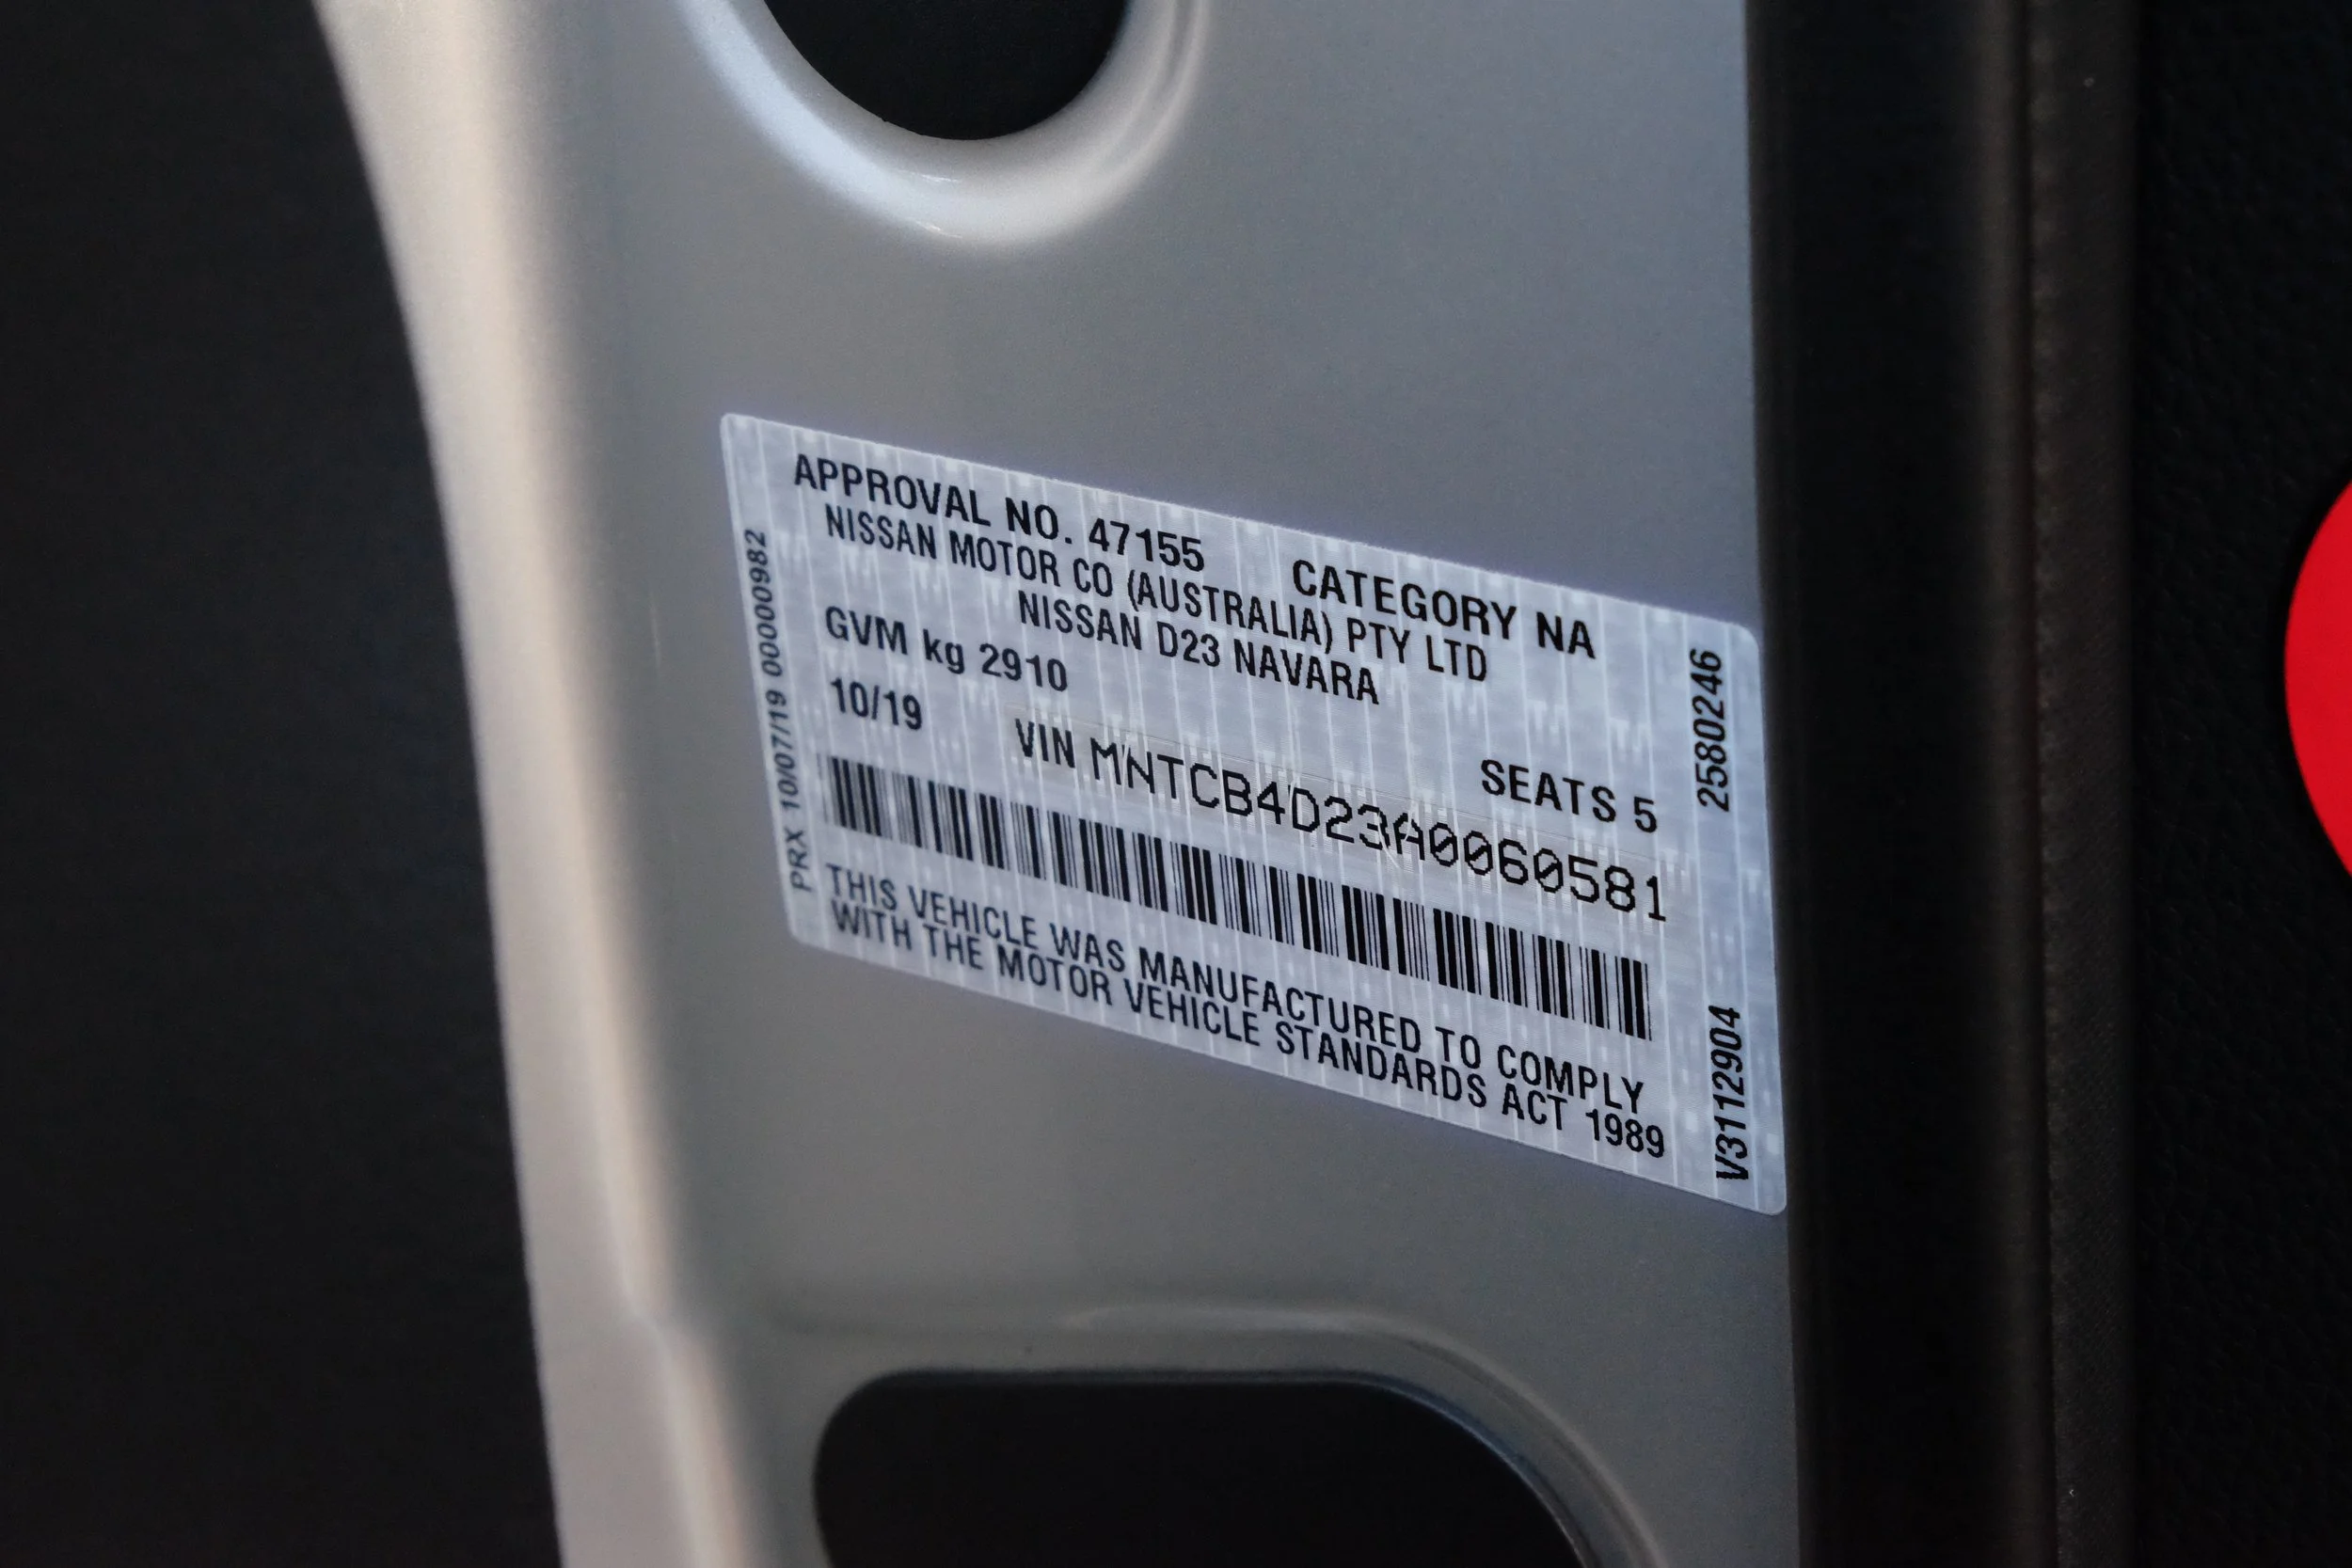 APPROVAL NO. 47155 CATEGORY NA
NISSAN MOTOR CO (AUSTRALIA) PTY LTD
NISSAN D23 NAVARA
GVM kg 2910 SEATS 5
10/19 VIN MNTCB4D23A0060581
THIS VEHICLE WAS MANUFACTURED TO COMPLY
WITH THE MOTOR VEHICLE STANDARDS ACT 1989
PRX 10/07/19 000000982
2580246
V3112904